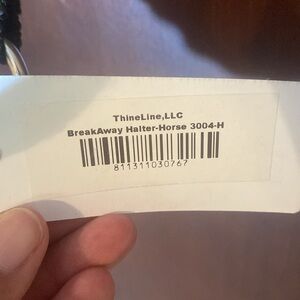 ThineLine,LLC
BreakAway Halter-Horse 3004-H
811311030767